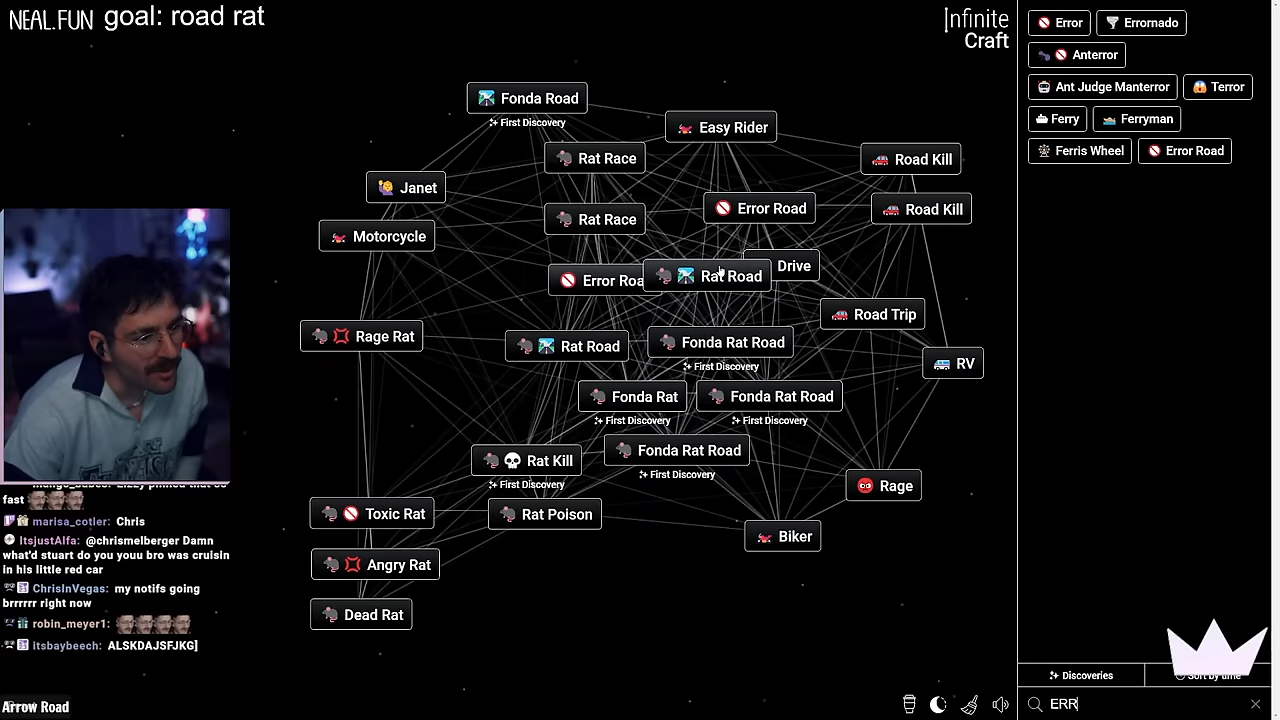 NEAL.FUN goal: road rat
Infinite
Craft
Fonda Road
First Discovery
Easy Rider
Rat Race
Road Kill
Janet
Error Road
Road Kill
Rat Race
Motorcycle
Drive
Error Roa
Rat Road
Road Trip
Rage Rat
Rat Road
Fonda Rat Road
First Discovery
RV
Fonda Rat
First Discovery
Fonda Rat Road
First Discovery
Rat Kill
First Discovery
Fonda Rat Road
First Discovery
Rage
Toxic Rat
Rat Poison
Biker
Angry Rat
Dead Rat
Error
Errornado
Anterror
Ant Judge Manterror
Terror
Ferry
Ferryman
Ferris Wheel
Error Road
Discoveries
Sort by time
ERR
fast
marisa_cotler: Chris
ItsjustAlfa: @chrismelberger Damn
what'd stuart do you youu bro was cruisin
in his little red car
ChrisInVegas: my notifs going
brrrrrr right now
robin_meyer1:
itsbaybeech: ALSKDAJSFJKG]
Arrow Road